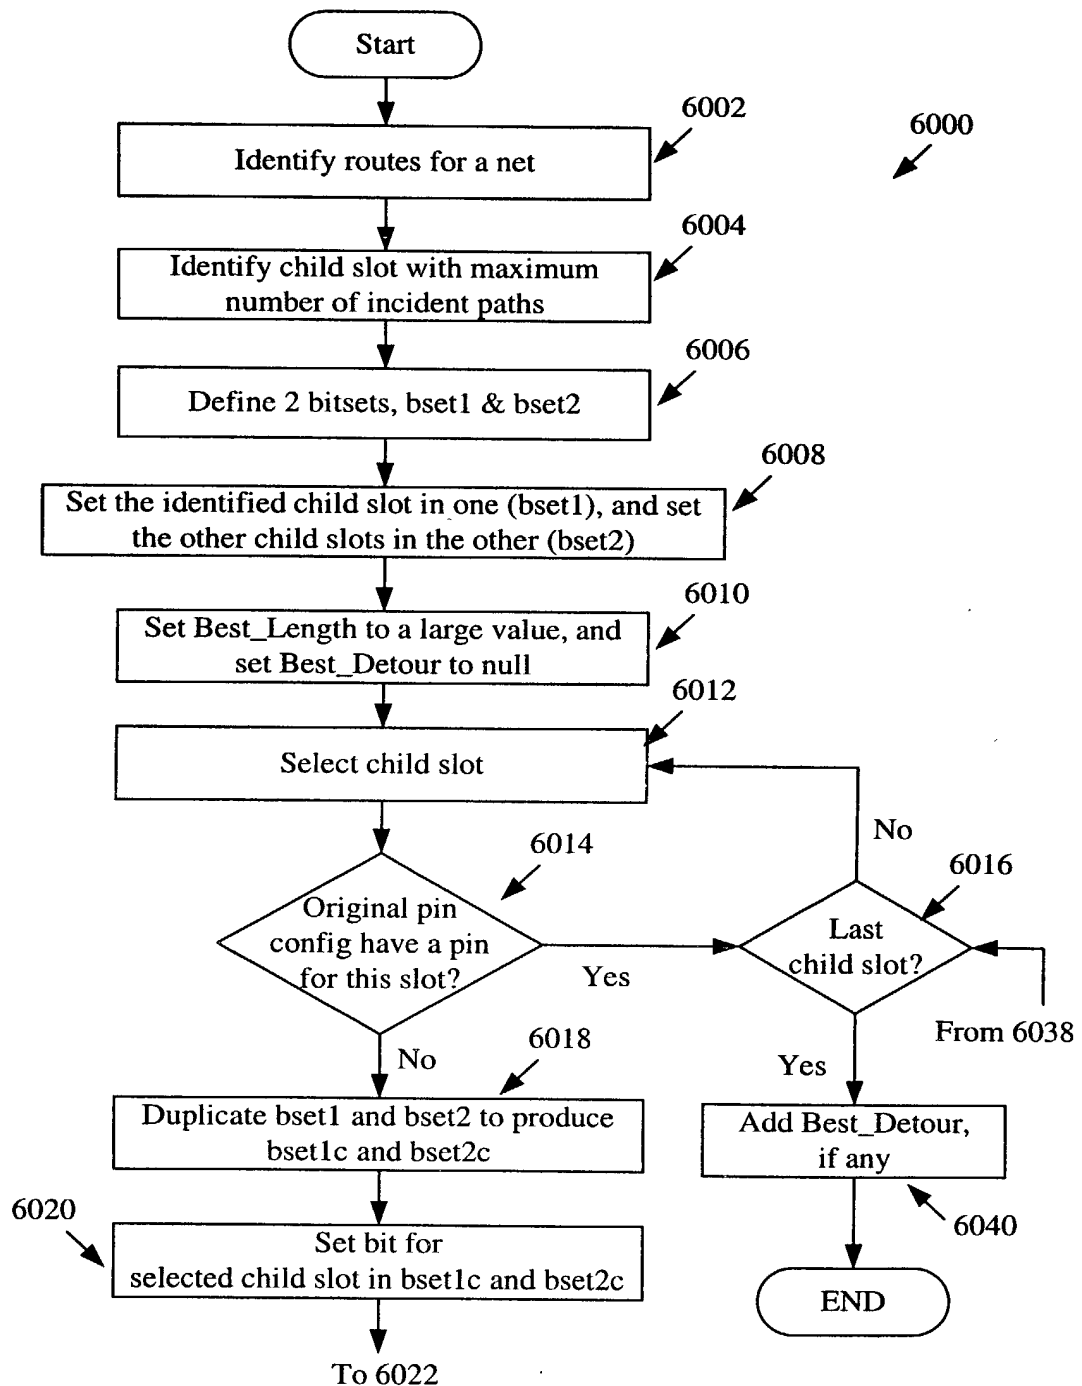 Start
6002
6000
Identify routes for a net
6004
Identify child slot with maximum
number of incident paths
6006
Define 2 bitsets, bset1 & bset2
6008
Set the identified child slot in one (bset1), and set
the other child slots in the other (bset2)
6010
Set Best_Length to a large value, and
set Best_Detour to null
6012
Select child slot
No
6014
6016
Original pin
config have a pin
for this slot?
Last
child slot?
Yes
From 6038
No
6018
Yes
Duplicate bset1 and bset2 to produce
bset1c and bset2c
Add Best_Detour,
if any
6020
6040
Set bit for
selected child slot in bset1c and bset2c
END
To 6022